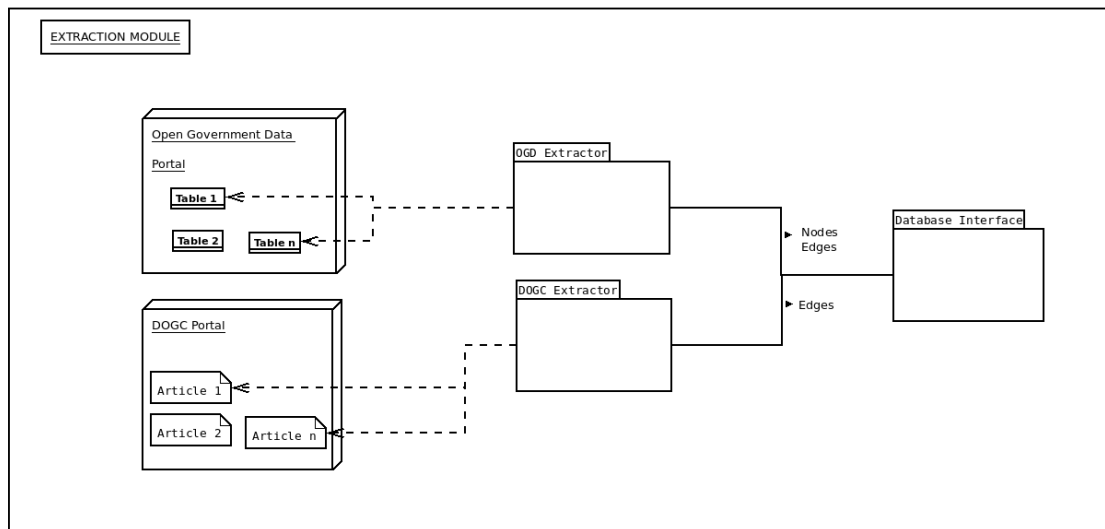 EXTRACTION MODULE
Open Government Data
Portal
Table 1
Table 2
Table n
OGD Extractor
Nodes
Edges
Database Interface
DOGC Extractor
Edges
DOGC Portal
Article 1
Article 2
Article n